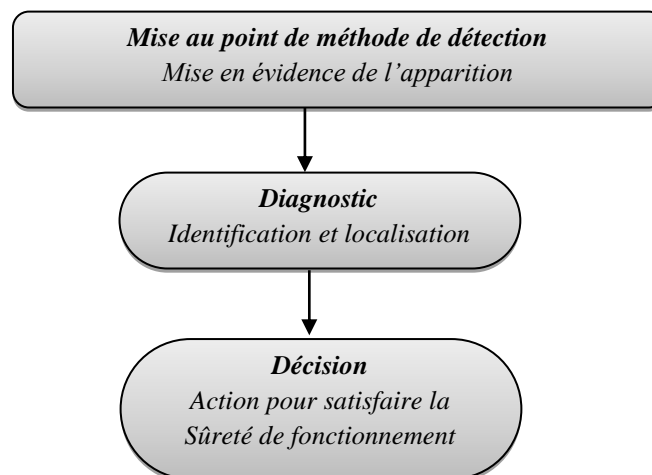 Mise au point de méthode de détection
Mise en évidence de l’apparition
Diagnostic
Identification et localisation
Décision
Action pour satisfaire la
Sûreté de fonctionnement